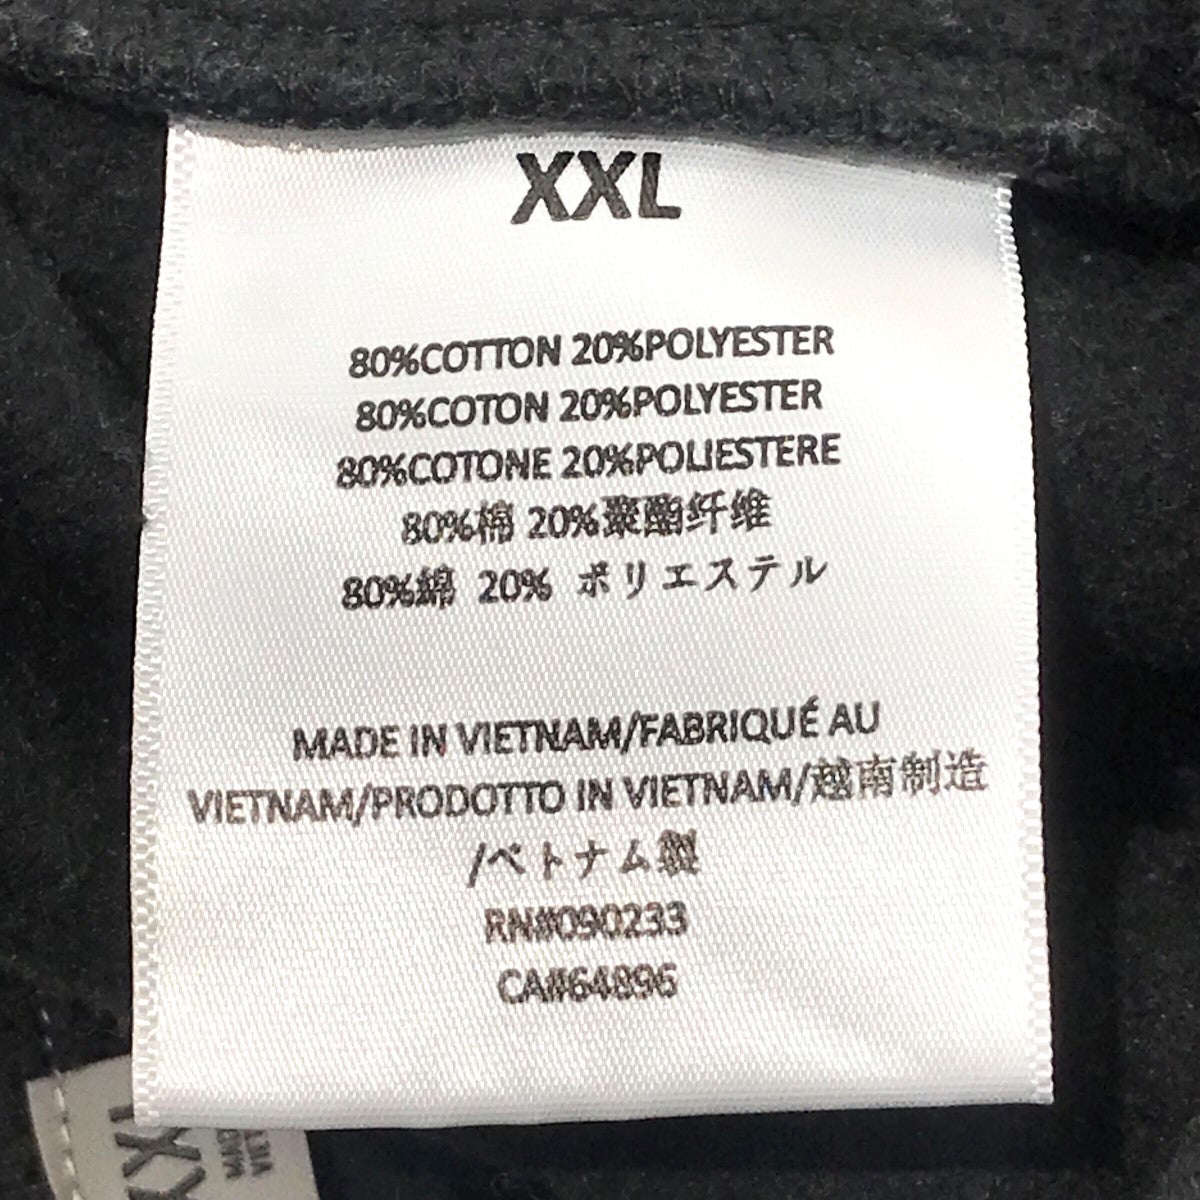 XXL
80%COTTON 20%POLYESTER
80%COTON 20%POLYESTER
80%COTONE 20%POLIESTERE
80%棉 20%聚酯纤维
80%綿 20% ポリエステル
MADE IN VIETNAM/FABRIQUÉ AU
VIETNAM/PRODOTTO IN VIETNAM/越南制造
/ベトナム製
RN#090233
CA#64896